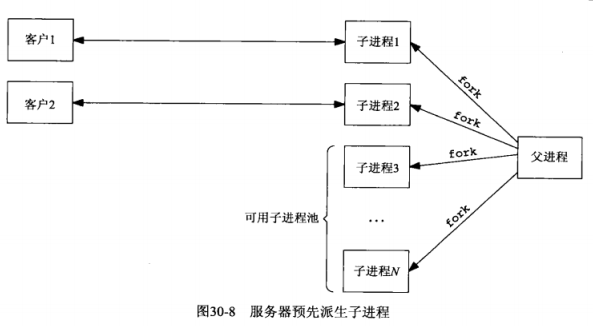 客户1
子进程1
fork
客户2
子进程2
fork
子进程3
fork
父进程
可用子进程池
...
fork
子进程N
图30-8 服务器预先派生子进程